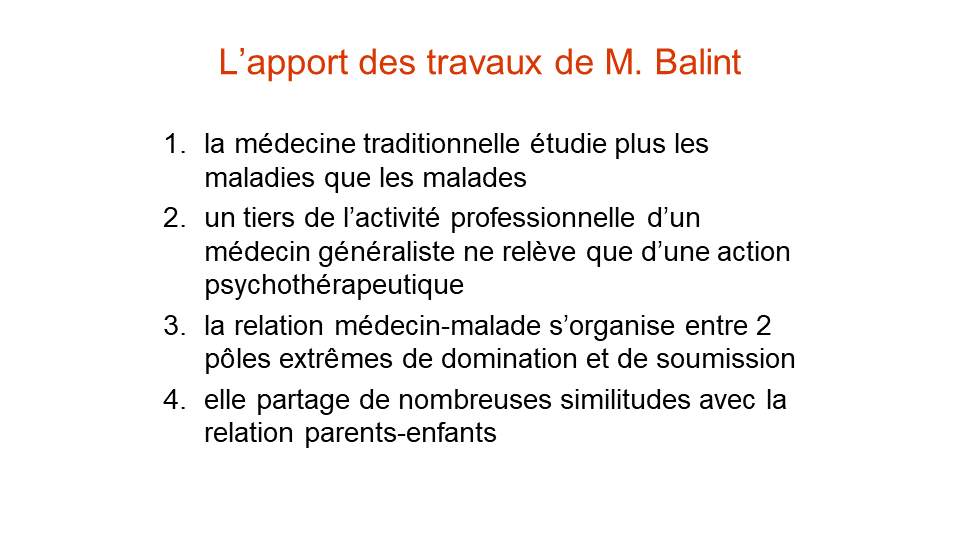 L’apport des travaux de M. Balint
1. la médecine traditionnelle étudie plus les
maladies que les malades
2. un tiers de l’activité professionnelle d’un
médecin généraliste ne relève que d’une action
psychothérapeutique
3. la relation médecin-malade s’organise entre 2
pôles extrêmes de domination et de soumission
4. elle partage de nombreuses similitudes avec la
relation parents-enfants